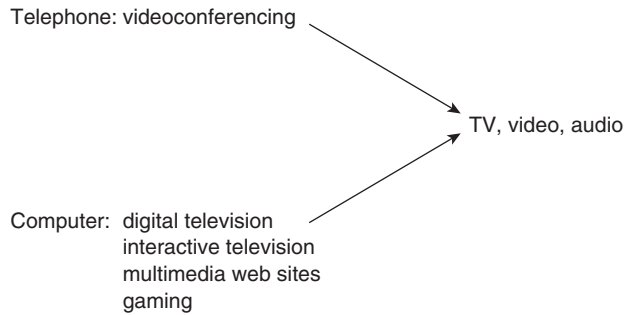 Telephone: videoconferencing
TV, video, audio
Computer: digital television
interactive television
multimedia web sites
gaming